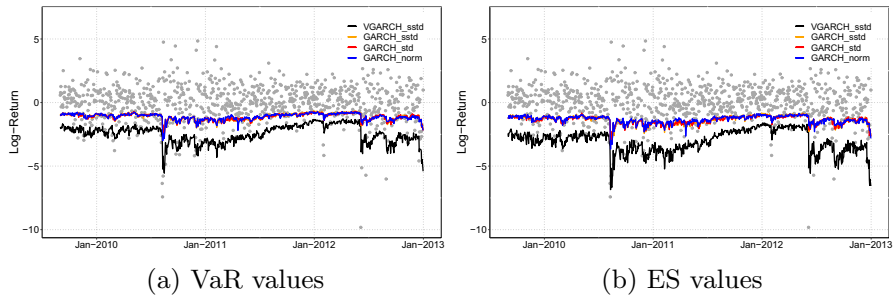 VGARCH_sstd
GARCH_sstd
GARCH_std
GARCH_norm
Log−Return
5
0
−5
−10
Jan−2010 Jan−2011 Jan−2012 Jan−2013
(a) VaR values
VGARCH_sstd
GARCH_sstd
GARCH_std
GARCH_norm
Log−Return
5
0
−5
−10
Jan−2010 Jan−2011 Jan−2012 Jan−2013
(b) ES values